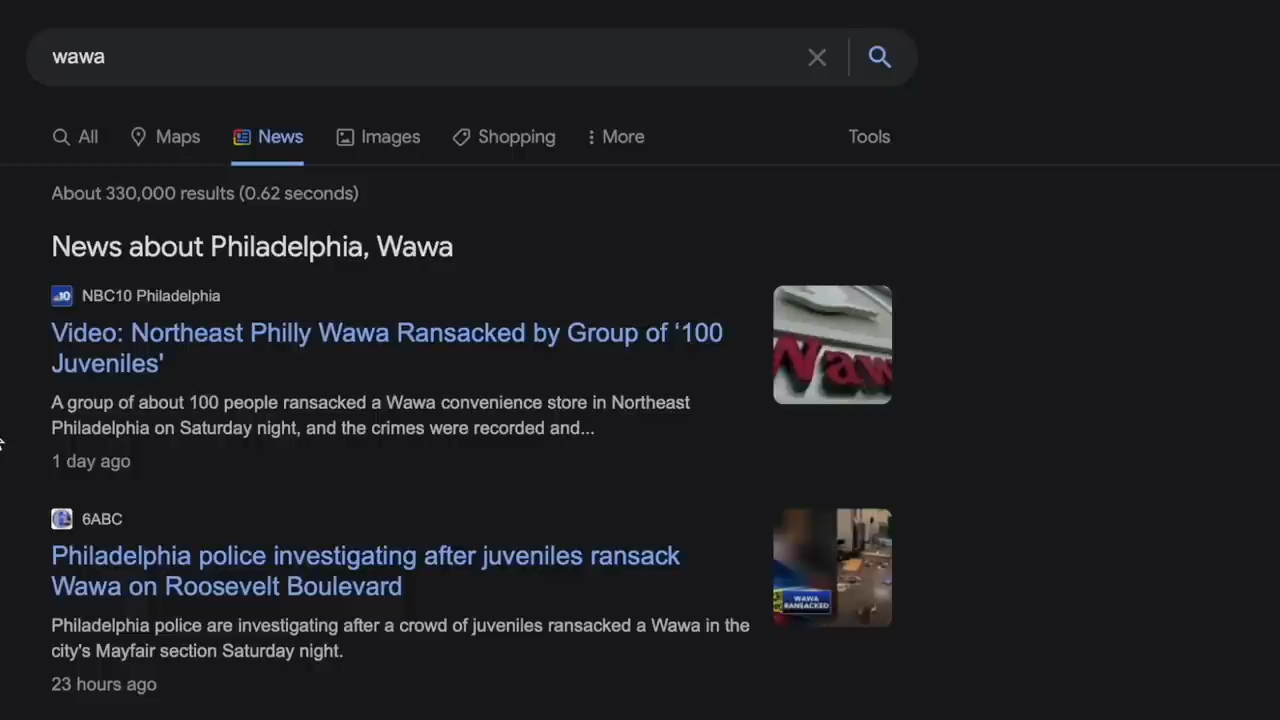 wawa
All Maps News Images Shopping More Tools
About 330,000 results (0.62 seconds)
News about Philadelphia, Wawa
10 NBC10 Philadelphia
Video: Northeast Philly Wawa Ransacked by Group of ‘100
Juveniles'
Wawa
A group of about 100 people ransacked a Wawa convenience store in Northeast
Philadelphia on Saturday night, and the crimes were recorded and...
1 day ago
6ABC
Philadelphia police investigating after juveniles ransack
Wawa on Roosevelt Boulevard
WAWA
RANSACKED
Philadelphia police are investigating after a crowd of juveniles ransacked a Wawa in the
city's Mayfair section Saturday night.
23 hours ago